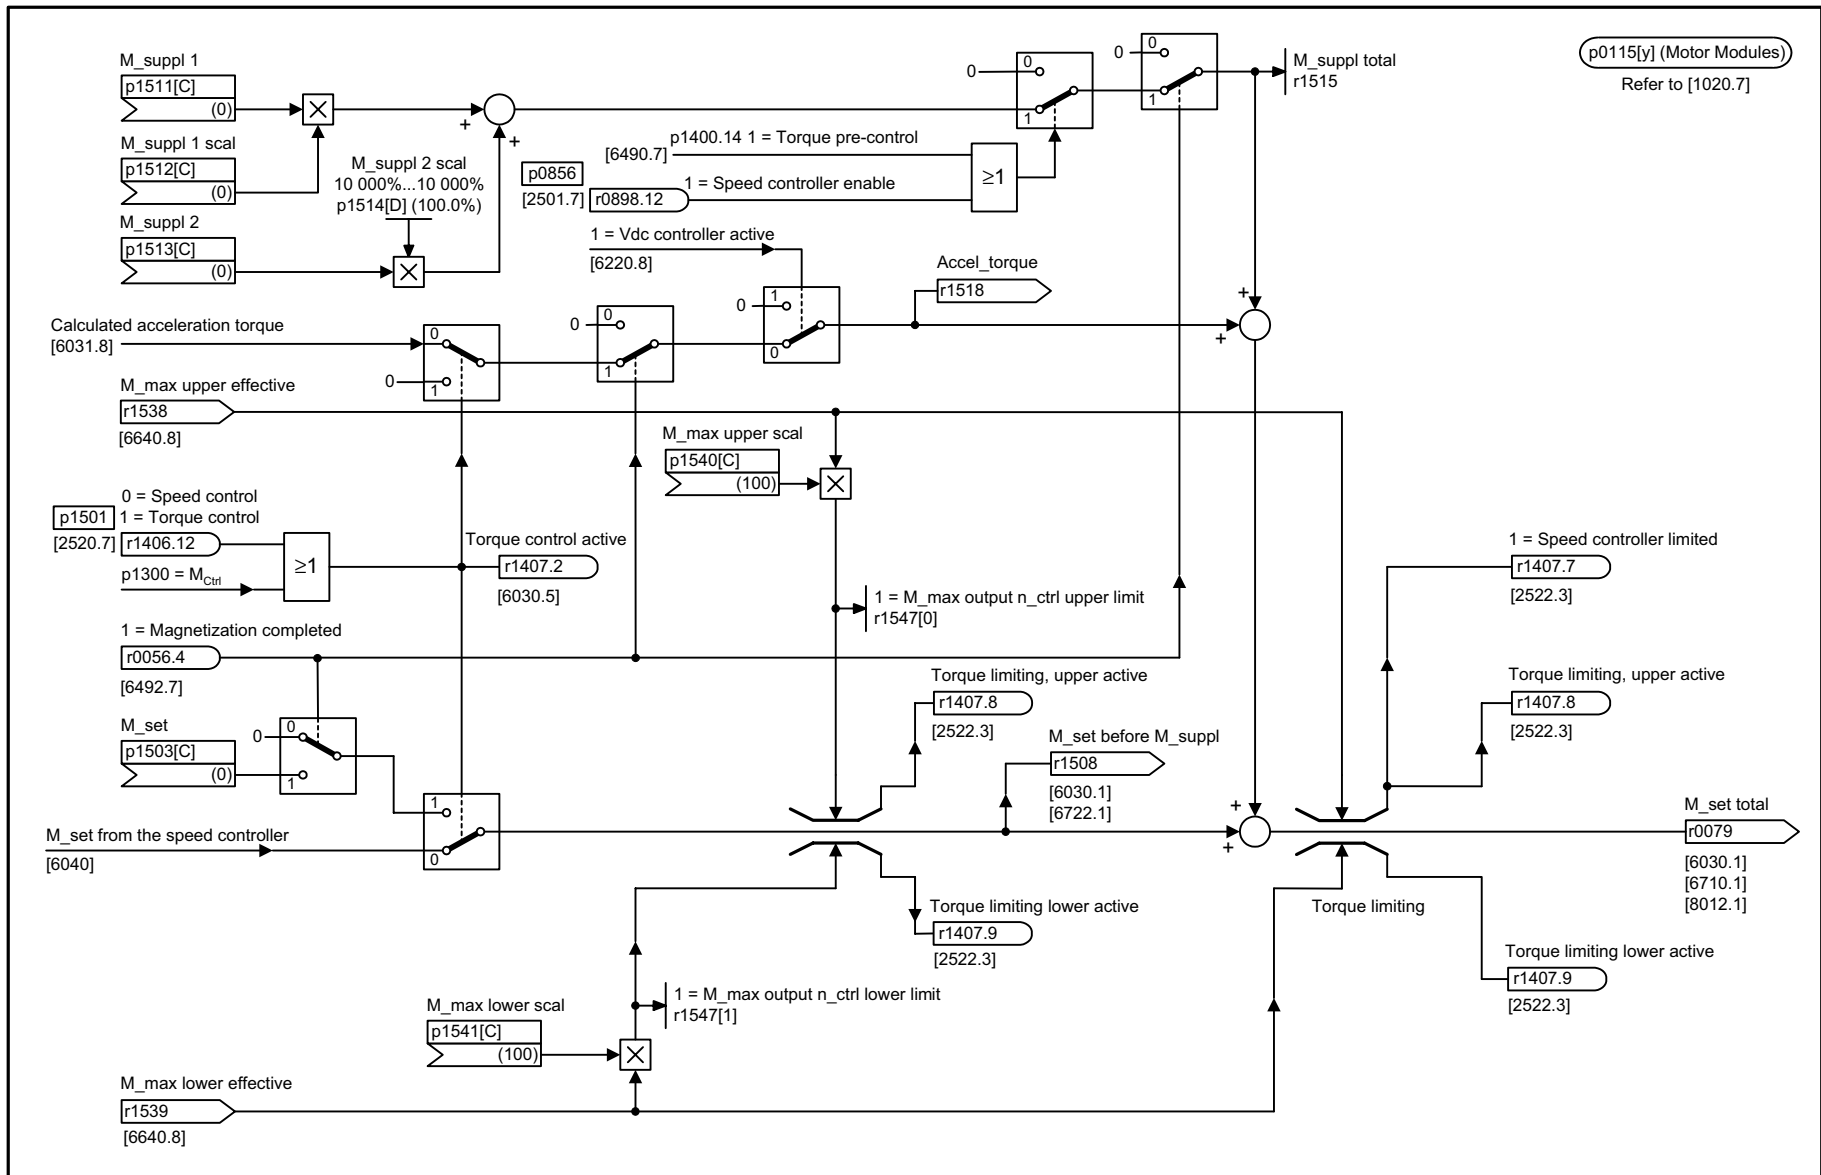 M_suppl 1
p1511[C]
(0)
M_suppl 1 scal
p1512[C]
(0)
M_suppl 2
p1513[C]
(0)
M_suppl 2 scal
10 000%...10 000%
p1514[D] (100.0%)
+
+
0
0
1
0
0
1
M_suppl total
r1515
p0115[y] (Motor Modules)
Refer to [1020.7]
p1400.14 1 = Torque pre-control
[6490.7]
p0856
[2501.7]
1 = Speed controller enable
r0898.12
≥1
1 = Vdc controller active
[6220.8]
Accel_torque
r1518
0
1
0
0
0
1
+
+
Calculated acceleration torque
[6031.8]
0
0
1
M_max upper effective
r1538
[6640.8]
M_max upper scal
p1540[C]
(100)
0 = Speed control
p1501
1 = Torque control
[2520.7]
r1406.12
p1300 = MCtrl
≥1
Torque control active
r1407.2
[6030.5]
1 = Speed controller limited
r1407.7
[2522.3]
1 = M_max output n_ctrl upper limit
r1547[0]
1 = Magnetization completed
r0056.4
[6492.7]
Torque limiting, upper active
r1407.8
[2522.3]
Torque limiting, upper active
r1407.8
[2522.3]
M_set
p1503[C]
(0)
0
0
1
M_set before M_suppl
r1508
[6030.1]
[6722.1]
1
0
M_set from the speed controller
[6040]
+
+
M_set total
r0079
[6030.1]
[6710.1]
[8012.1]
Torque limiting lower active
r1407.9
[2522.3]
Torque limiting
Torque limiting lower active
r1407.9
[2522.3]
1 = M_max output n_ctrl lower limit
r1547[1]
M_max lower scal
p1541[C]
(100)
M_max lower effective
r1539
[6640.8]